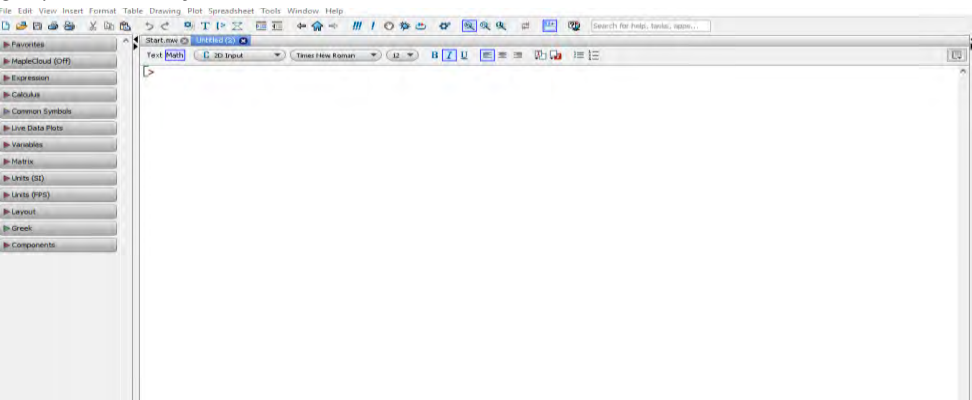 File Edit View Insert Format Table Drawing Plot Spreadsheet Tools Window Help
Search for help, tasks, apps...
Favorites
MapleCloud (Off)
Expression
Calculus
Common Symbols
Live Data Plots
Variables
Matrix
Units (SI)
Units (FPS)
Layout
Greek
Components
Start.mw Untitled (2)
Text Math C 2D Input Times New Roman 12 B I U
[>